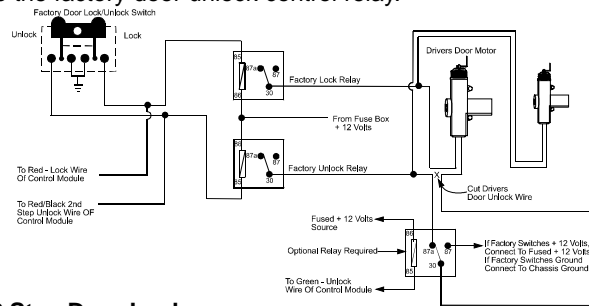 the factory door unlock control relay.
Factory Door Lock/Unlock Switch
Unlock
Lock
85
87a
87
30
86
Factory Lock Relay
Drivers Door Motor
From Fuse Box
+ 12 Volts
86
87a
87
30
85
Factory Unlock Relay
To Red - Lock Wire
Of Control Module
To Red/Black 2nd
Step Unlock Wire OF
Control Module
X
Cut Drivers
Door Unlock Wire
Fused + 12 Volts
Source
86
87a
87
30
85
Optional Relay Required
If Factory Switches + 12 Volts,
Connect To Fused + 12 Volts
If Factory Switches Ground
Connect To Chassis Ground
To Green - Unlock
Wire Of Control Module